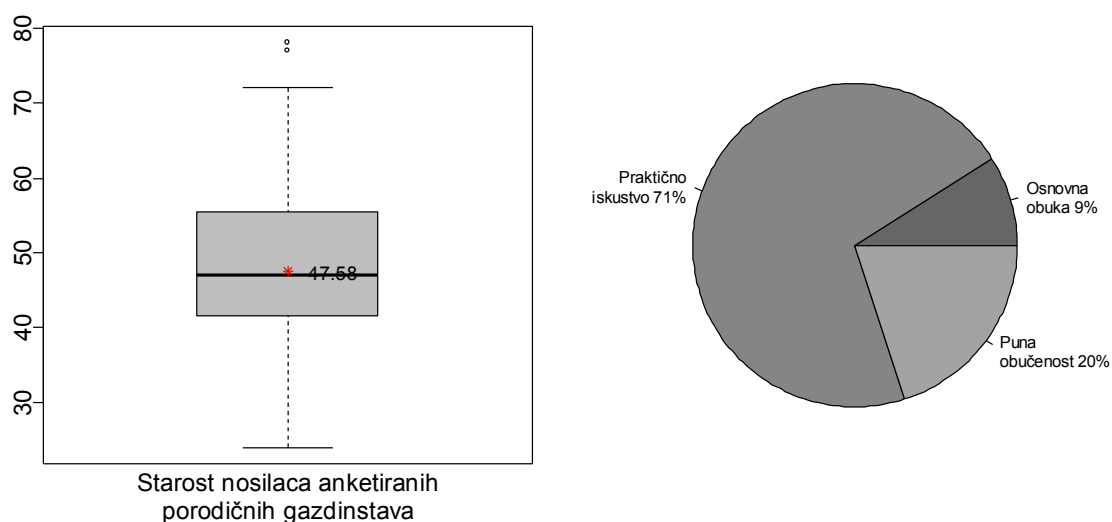 80
70
60
50
40
30
47.58
Starost nosilaca anketiranih
porodičnih gazdinstava
Praktično
iskustvo 71%
Osnovna
obuka 9%
Puna
obučenost 20%